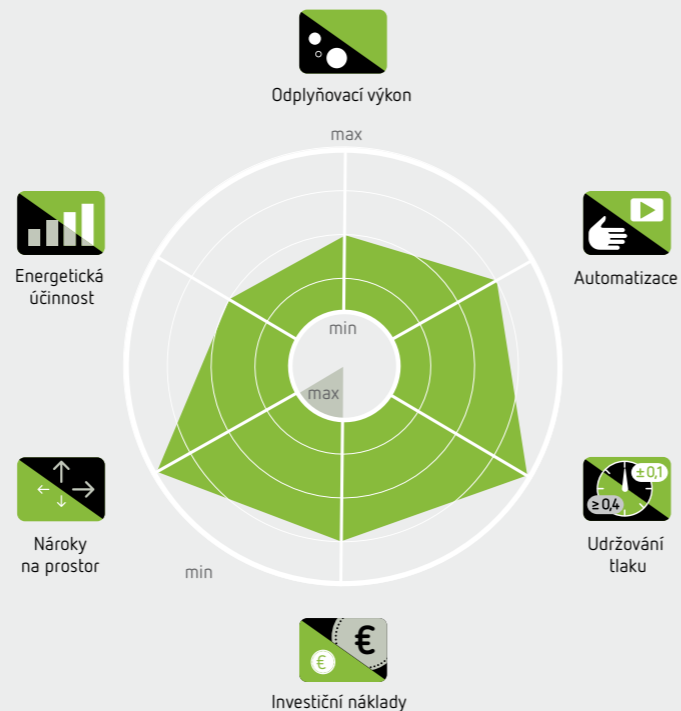 Odplyňovací výkon
max
Energetická
účinnost
Automatizace
min
max
± 0,1
≥ 0,4
Nároky
na prostor
min
Udržování
tlaku
€
€
Investiční náklady